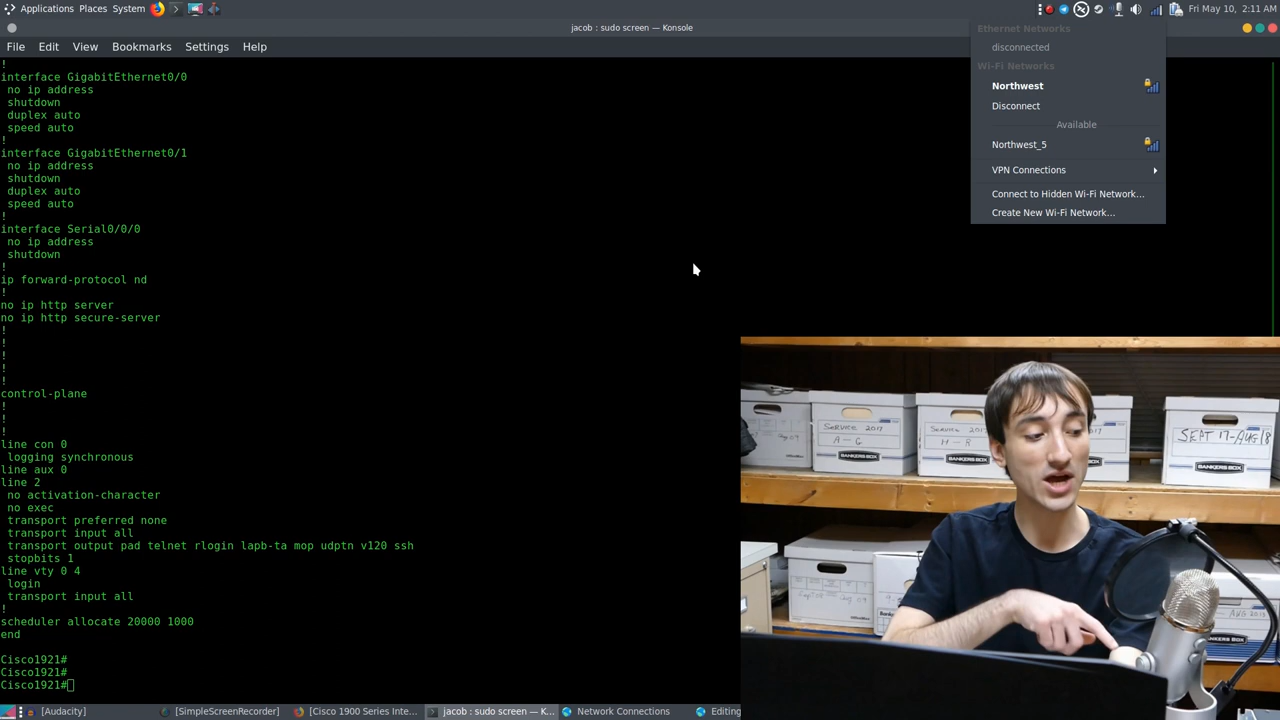 Applications Places System
Fri May 10, 2:11 AM
jacob : sudo screen — Konsole
File Edit View Bookmarks Settings Help
!
interface GigabitEthernet0/0
 no ip address
 shutdown
 duplex auto
 speed auto
!
interface GigabitEthernet0/1
 no ip address
 shutdown
 duplex auto
 speed auto
!
interface Serial0/0/0
 no ip address
 shutdown
!
ip forward-protocol nd
!
no ip http server
no ip http secure-server
!
!
!
!
!
control-plane
!
!
!
line con 0
 logging synchronous
line aux 0
line 2
 no activation-character
 no exec
 transport preferred none
 transport input all
 transport output pad telnet rlogin lapb-ta mop udptn v120 ssh
 stopbits 1
line vty 0 4
 login
 transport input all
!
scheduler allocate 20000 1000
end
Cisco1921#
Cisco1921#
Cisco1921#
Ethernet Networks
disconnected
Wi-Fi Networks
Northwest
Disconnect
Available
Northwest_5
VPN Connections
Connect to Hidden Wi-Fi Network...
Create New Wi-Fi Network...
Service 2017
A - G
Service 2017
H - R
SEPT 17-AUG18
BANKERS BOX
BANKERS BOX
BANKERS BOX
[Audacity]
[SimpleScreenRecorder]
[Cisco 1900 Series Inte...
jacob : sudo screen — K...
Network Connections
Editing